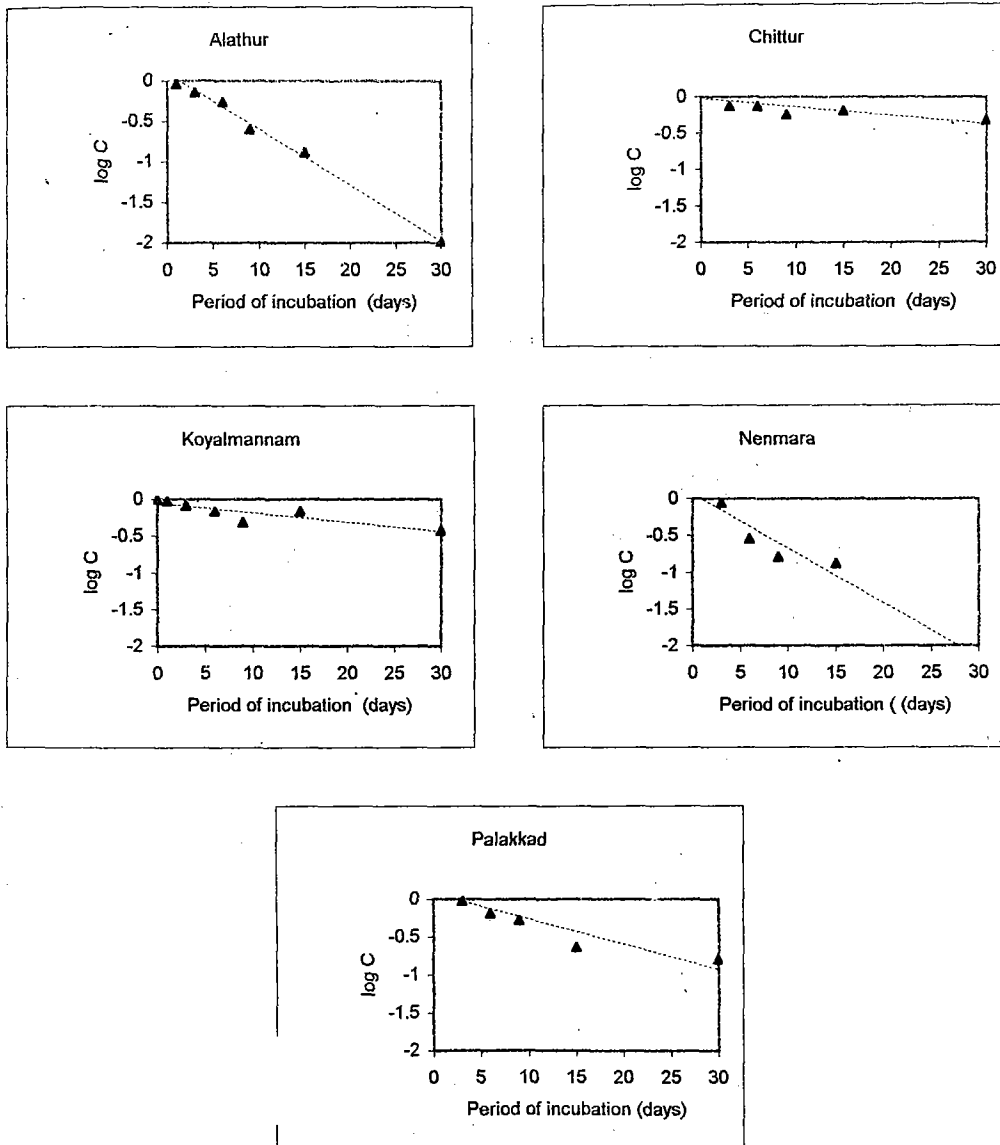 Alathur
0
-0.5
-1
-1.5
-2
log C
0 5 10 15 20 25 30
Period of incubation (days)
Chittur
0
-0.5
-1
-1.5
-2
log C
0 5 10 15 20 25 30
Period of incubation (days)
Koyalmannam
0
-0.5
-1
-1.5
-2
log C
0 5 10 15 20 25 30
Period of incubation (days)
Nenmara
0
-0.5
-1
-1.5
-2
log C
0 5 10 15 20 25 30
Period of incubation ( (days)
Palakkad
0
-0.5
-1
-1.5
-2
log C
0 5 10 15 20 25 30
Period of incubation (days)